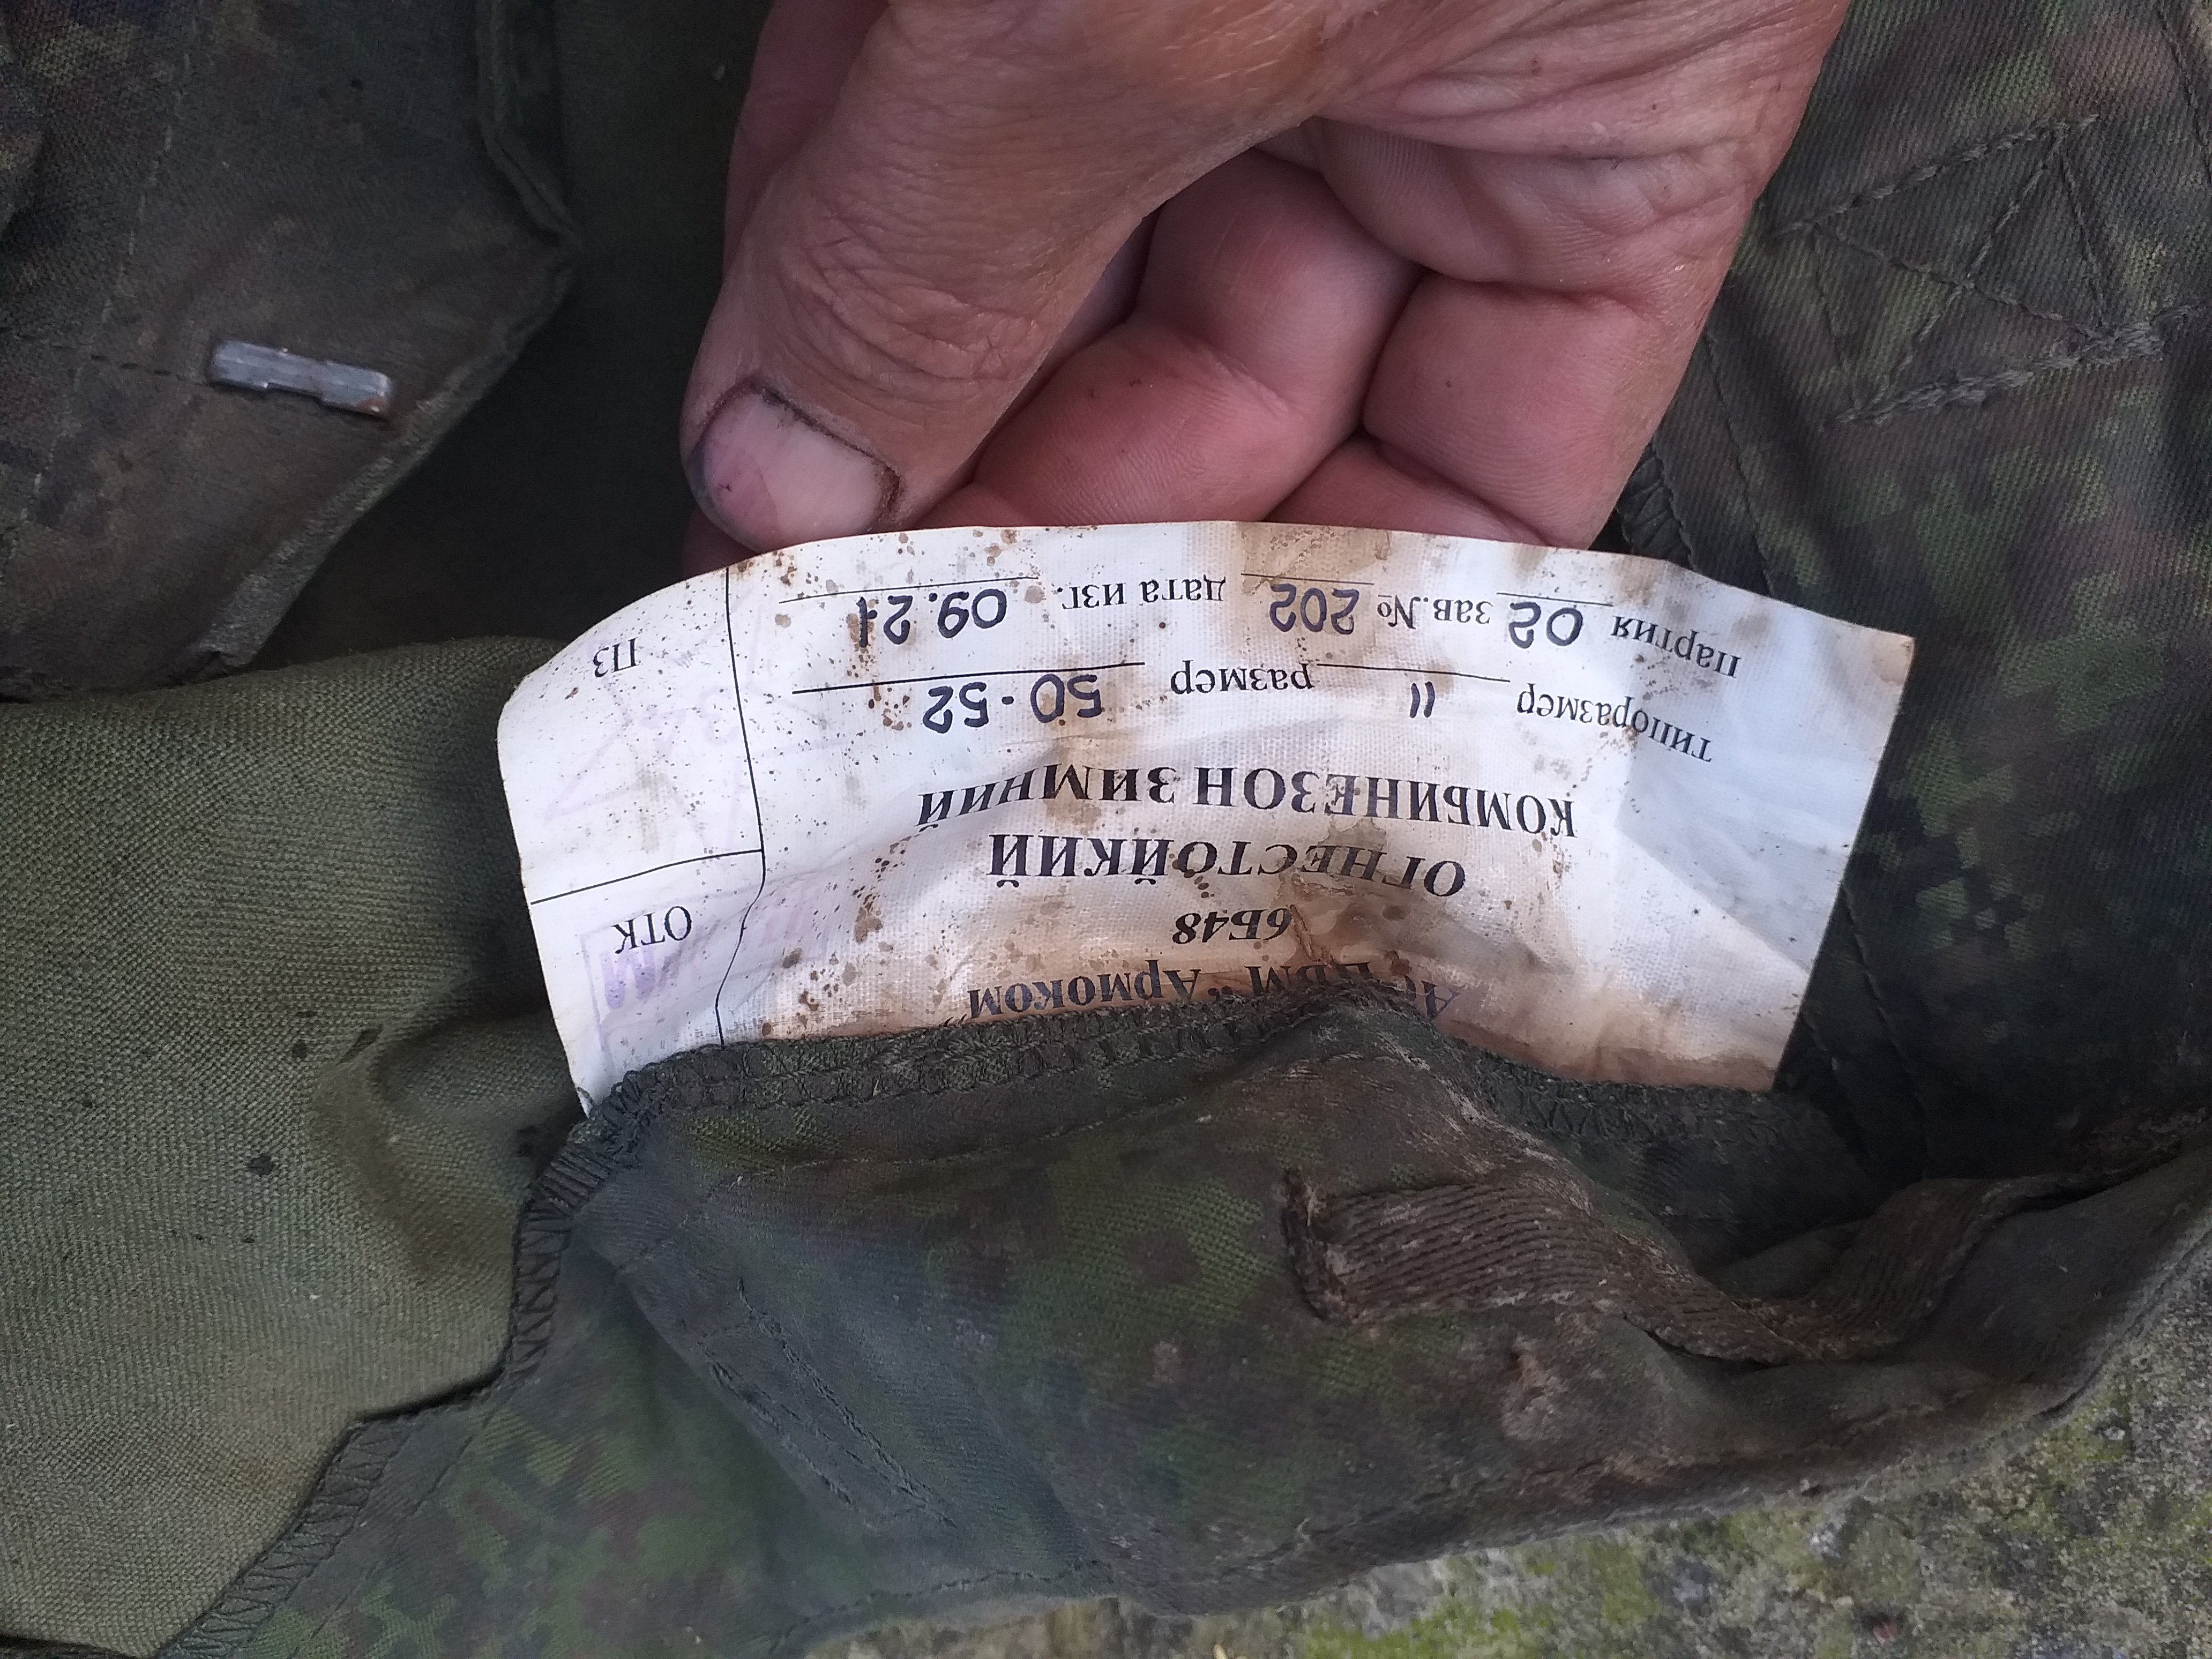 "Армоком
6Б48
ОГНЕСТОЙКИЙ
КОМБИНЕЗОН ЗИМНИЙ
типоразмер " размер 50-52
партия 02 зав.№ 202 дата изг. 09.21
ОТК
ПЗ